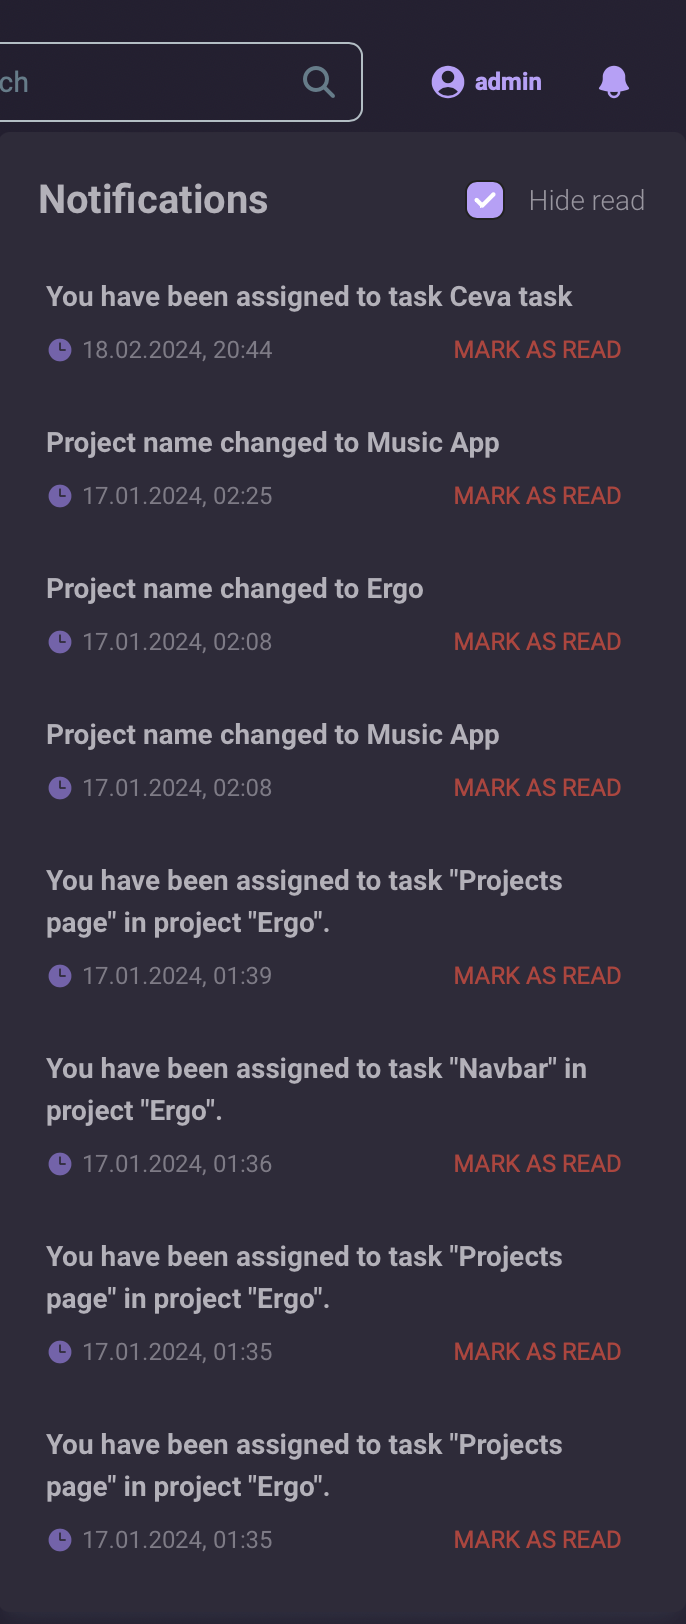 ch
admin
Notifications
Hide read
You have been assigned to task Ceva task
18.02.2024, 20:44
MARK AS READ
Project name changed to Music App
17.01.2024, 02:25
MARK AS READ
Project name changed to Ergo
17.01.2024, 02:08
MARK AS READ
Project name changed to Music App
17.01.2024, 02:08
MARK AS READ
You have been assigned to task "Projects
page" in project "Ergo".
17.01.2024, 01:39
MARK AS READ
You have been assigned to task "Navbar" in
project "Ergo".
17.01.2024, 01:36
MARK AS READ
You have been assigned to task "Projects
page" in project "Ergo".
17.01.2024, 01:35
MARK AS READ
You have been assigned to task "Projects
page" in project "Ergo".
17.01.2024, 01:35
MARK AS READ